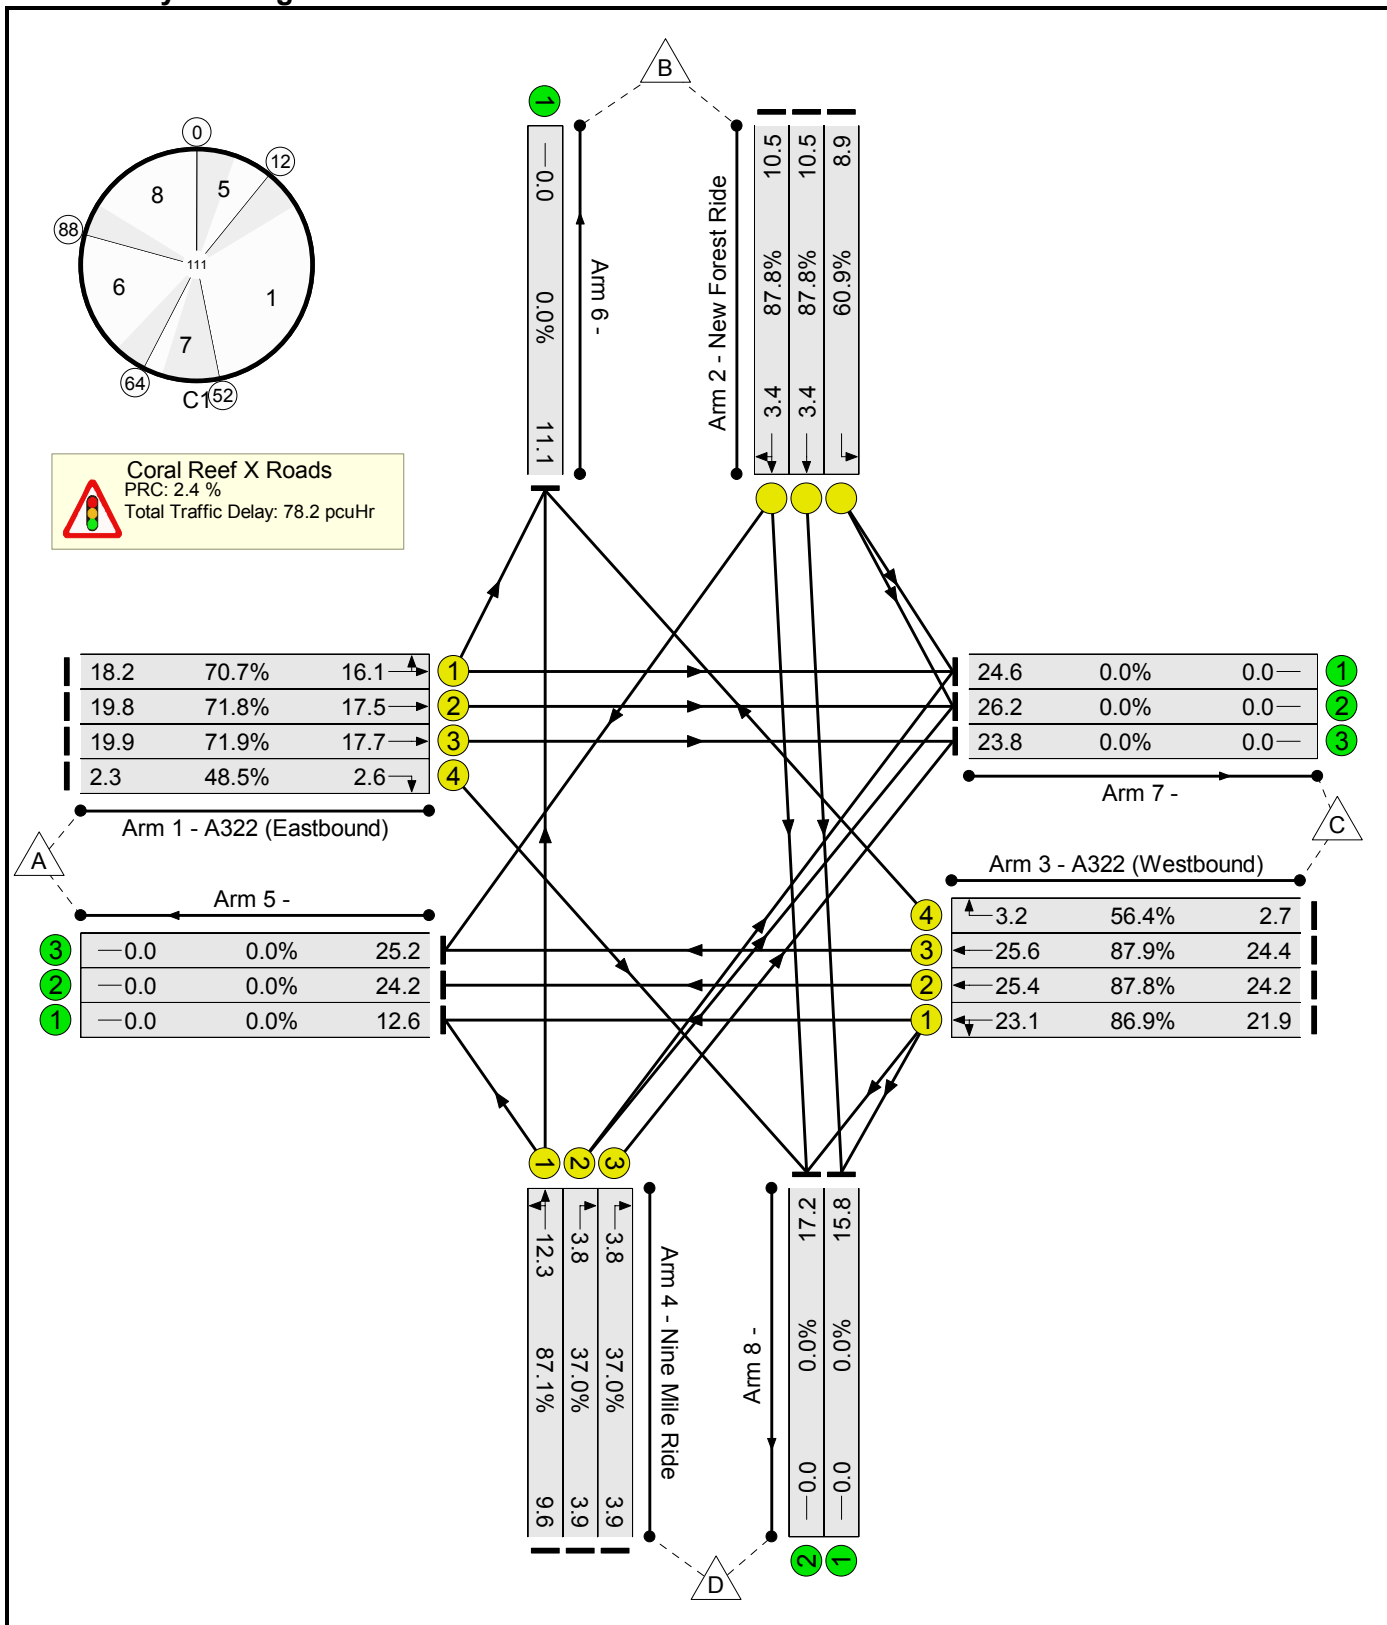 B
1
0
12
8
5
88
111
6
1
7
64
52
C1
0.0
0.0%
11.1
Arm 6 -
Arm 2 - New Forest Ride
10.5
87.8%
3.4
10.5
87.8%
3.4
8.9
60.9%
Coral Reef X Roads
PRC: 2.4 %
Total Traffic Delay: 78.2 pcuHr
18.2 70.7% 16.1 1
19.8 71.8% 17.5 2
19.9 71.9% 17.7 3
2.3 48.5% 2.6 4
Arm 1 - A322 (Eastbound)
A
24.6 0.0% 0.0 1
26.2 0.0% 0.0 2
23.8 0.0% 0.0 3
Arm 7 -
C
Arm 5 -
3 0.0 0.0% 25.2
2 0.0 0.0% 24.2
1 0.0 0.0% 12.6
Arm 3 - A322 (Westbound)
4 3.2 56.4% 2.7
3 25.6 87.9% 24.4
2 25.4 87.8% 24.2
1 23.1 86.9% 21.9
1 12.3 87.1% 9.6
2 3.8 37.0% 3.9
3 3.8 37.0% 3.9
Arm 4 - Nine Mile Ride
Arm 8 -
17.2 0.0% 0.0 2
15.8 0.0% 0.0 1
D